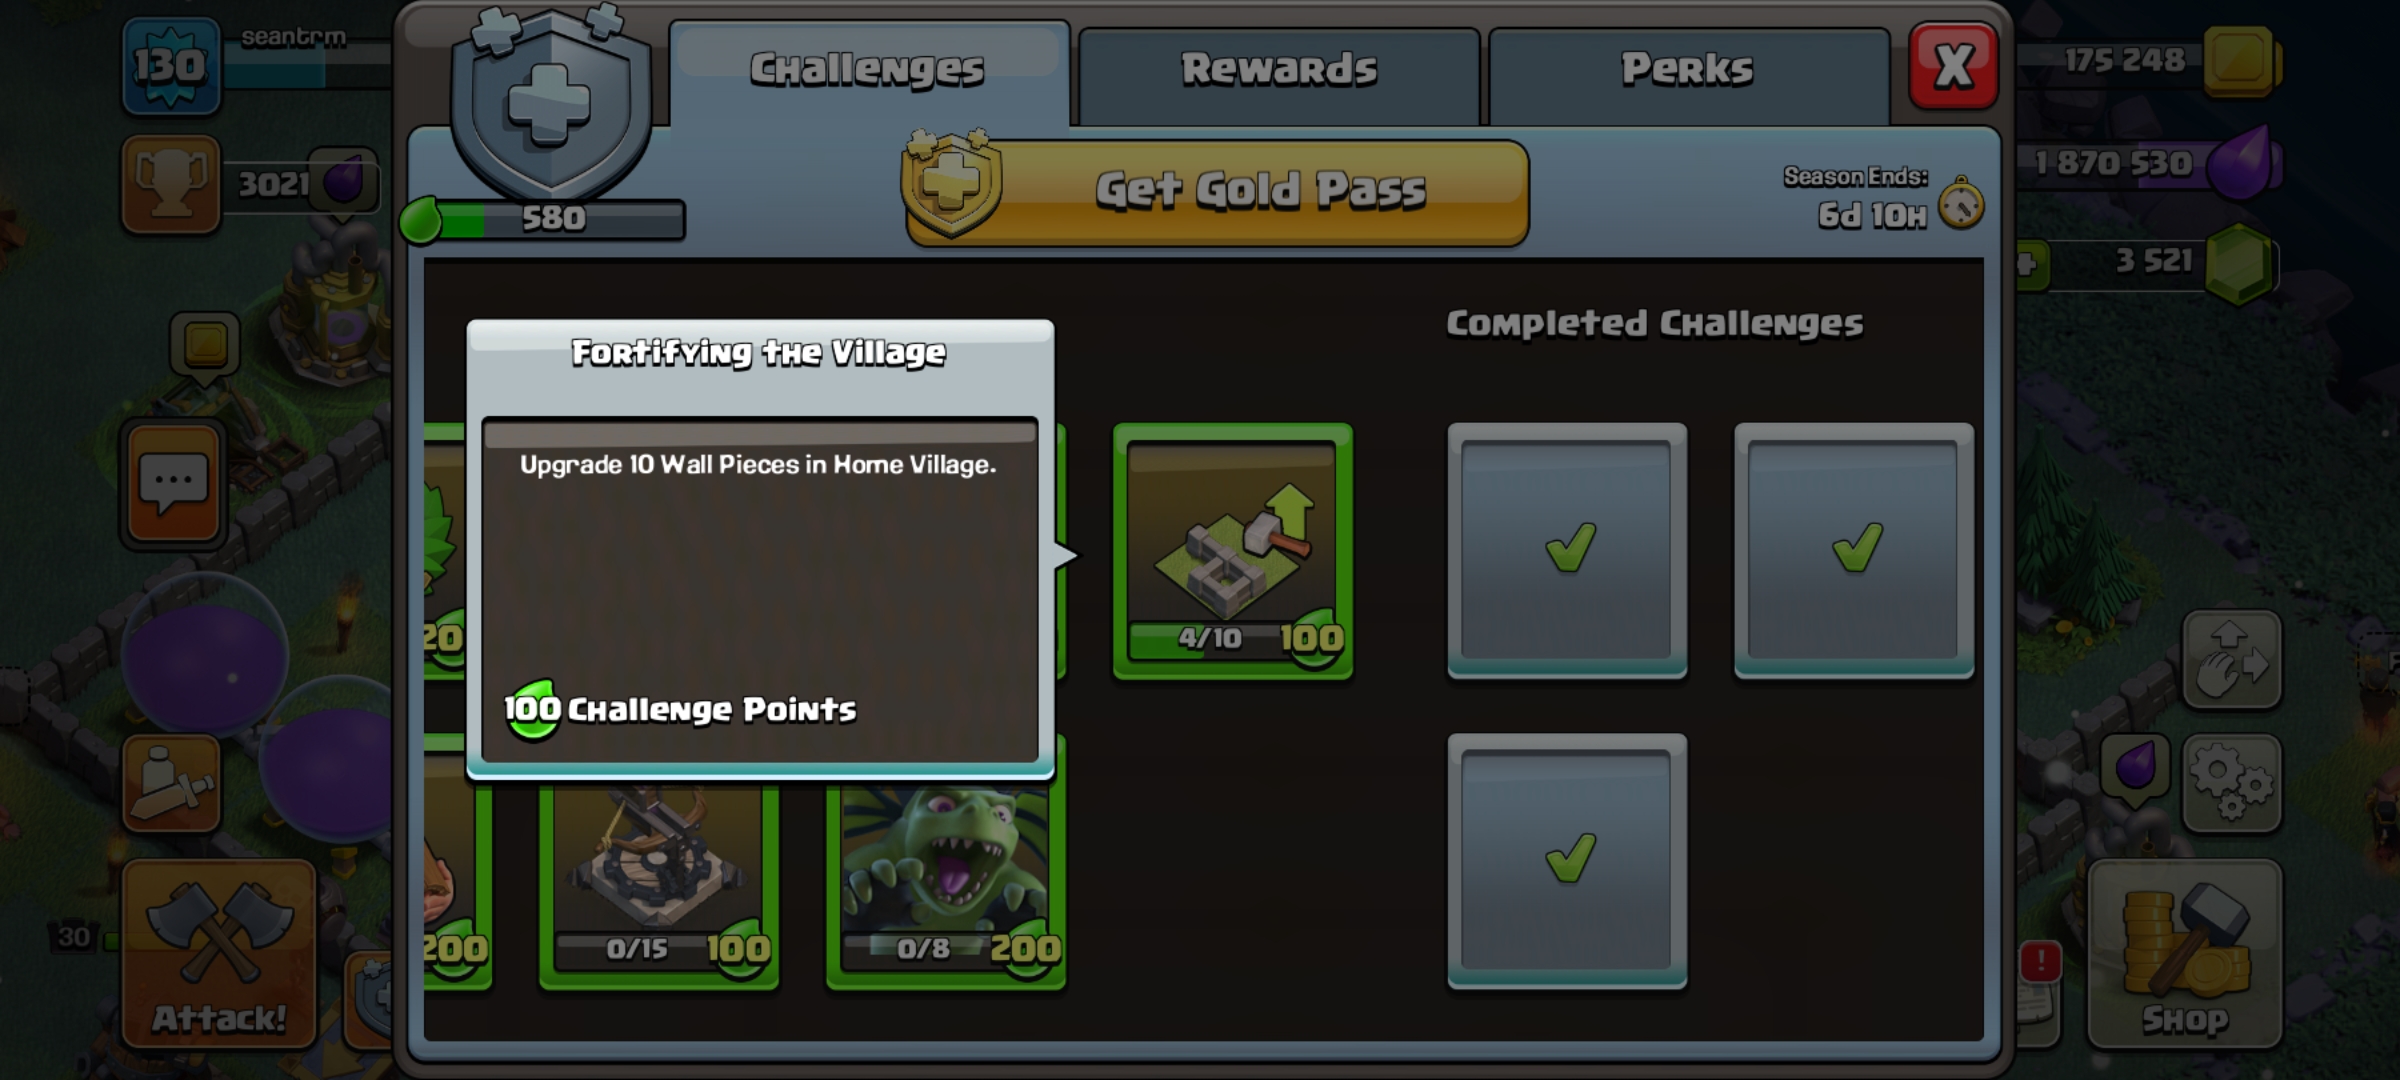 130
seantrm
3021
Challenges
Rewards
Perks
X
175 248
1 870 530
3 521
580
Get Gold Pass
Season Ends:
6d 10H
Fortifying the Village
Upgrade 10 Wall Pieces in Home Village.
100 Challenge Points
Completed Challenges
20
4/10
100
200
0/15
100
0/8
200
30
Attack!
!
Shop